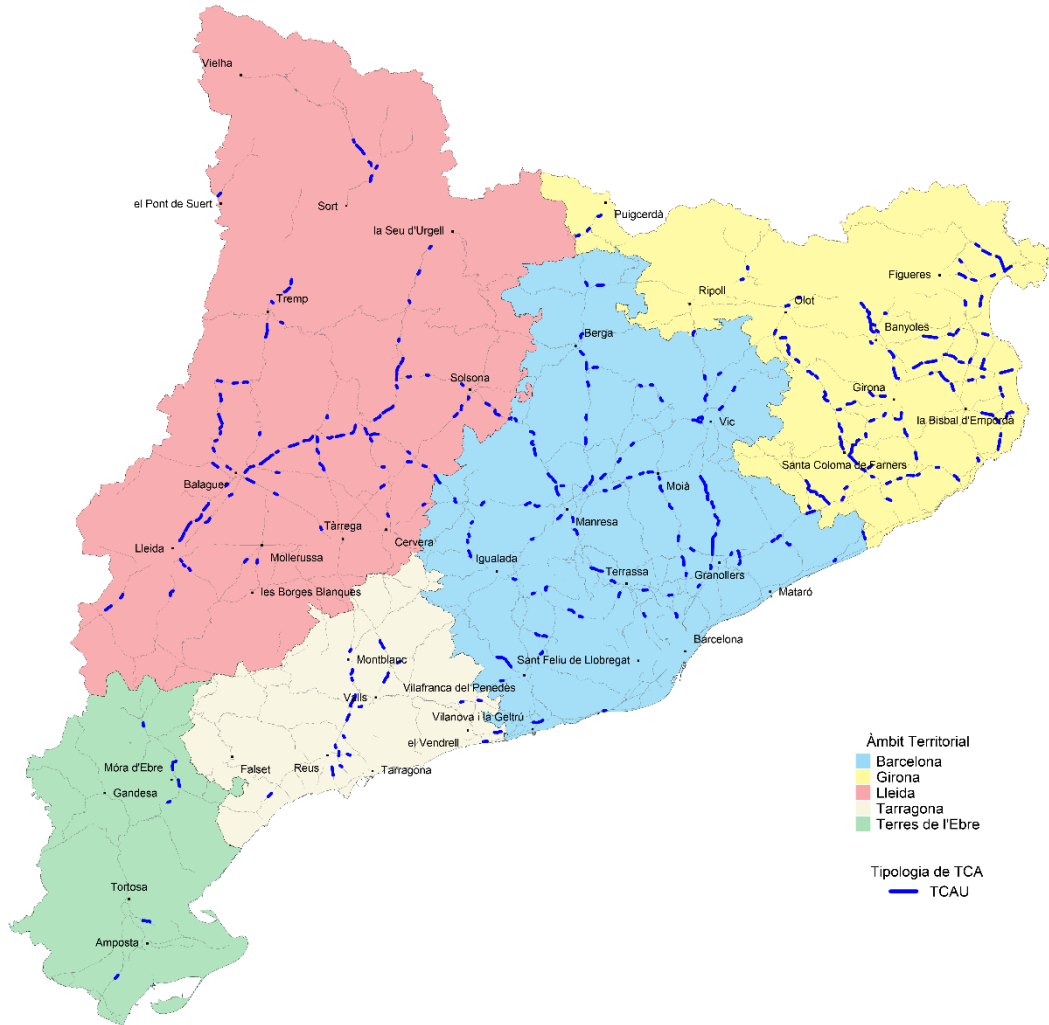 Vielha
el Pont de Suert
Sort
Puigcerdà
la Seu d'Urgell
Figueres
Tremp
Ripoll
Olot
Berga
Banyoles
Solsona
Girona
Vic
la Bisbal d'Empordà
Santa Coloma de Farners
Balaguer
Moià
Manresa
Tàrrega
Lleida
Mollerussa
Cervera
Igualada
Terrassa
Granollers
les Borges Blanques
Mataró
Barcelona
Montblanc
Sant Feliu de Llobregat
Valls
Vilafranca del Penedès
Vilanova i la Geltrú
el Vendrell
Móra d'Ebre
Falset
Reus
Tarragona
Gandesa
Tortosa
Amposta
Àmbit Territorial
Barcelona
Girona
Lleida
Tarragona
Terres de l'Ebre
Tipologia de TCA
TCAU